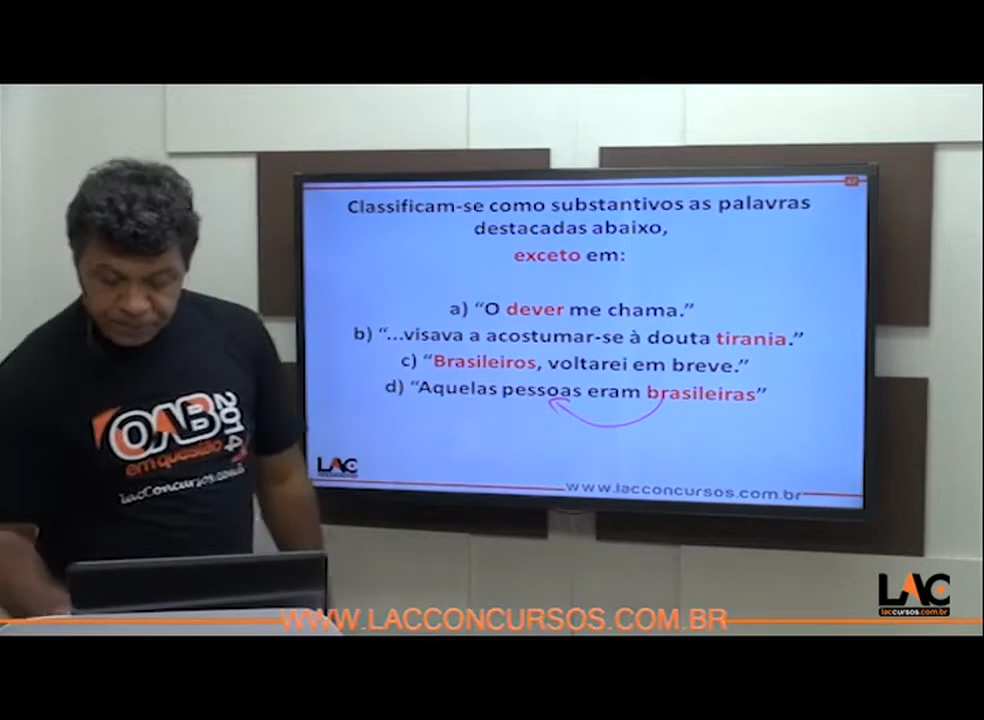 Classificam-se como substantivos as palavras
destacadas abaixo,
exceto em:
a) “O dever me chama.”
b) “...visava a acostumar-se à douta tirania.”
c) “Brasileiros, voltarei em breve.”
d) “Aquelas pessoas eram brasileiras”
LAC
www.lacconcursos.com.br
OAB
2014
em questão
lacConcursos.com.br
LAC
laccursos.com.br
WWW.LACCONCURSOS.COM.BR